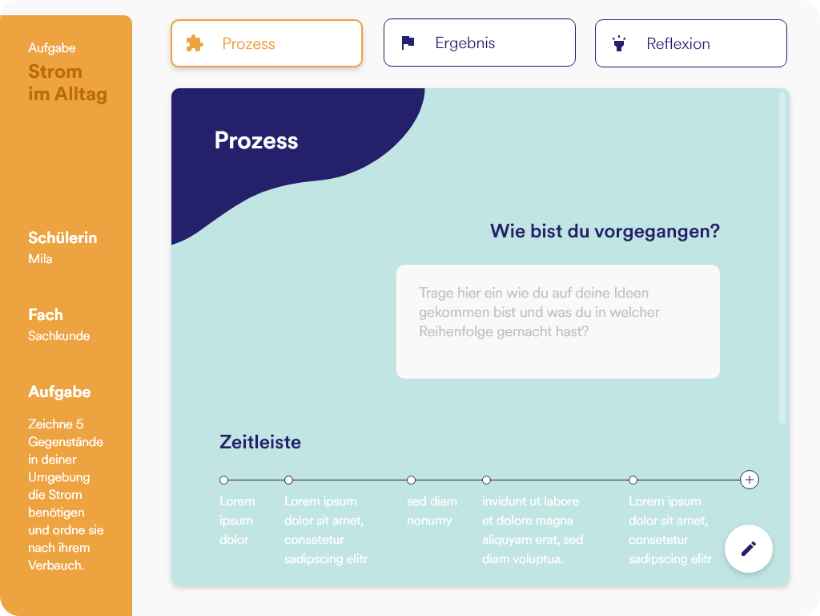 Aufgabe
Strom
im Alltag
Schülerin
Mila
Fach
Sachkunde
Aufgabe
Zeichne 5
Gegenstände
in deiner
Umgebung
die Strom
benötigen
und ordne sie
nach ihrem
Verbauch.
Prozess
Ergebnis
Reflexion
Prozess
Wie bist du vorgegangen?
Trage hier ein wie du auf deine Ideen
gekommen bist und was du in welcher
Reihenfolge gemacht hast?
Zeitleiste
Lorem
ipsum
dolor
Lorem ipsum
dolor sit amet,
consetetur
sadipscing elitr
sed diam
nonumy
invidunt ut labore
et dolore magna
aliquyam erat, sed
diam voluptua.
Lorem ipsum
dolor sit amet,
consetetur
sadipscing elitr